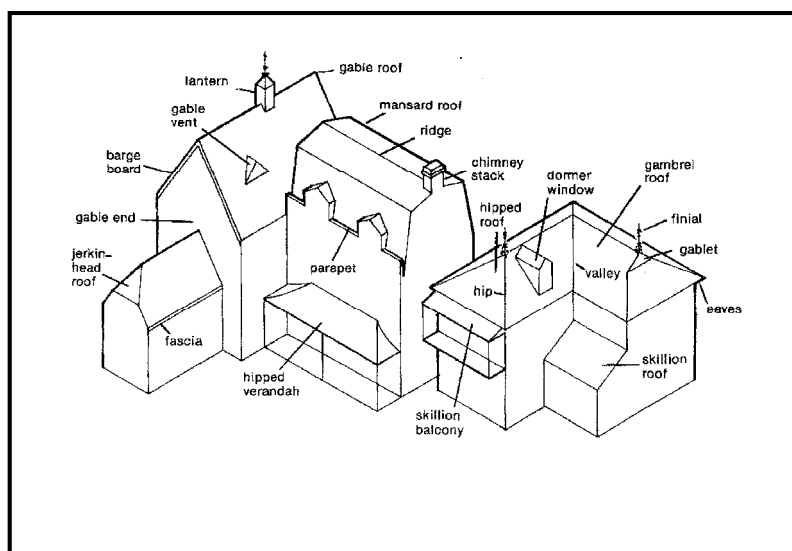 gable roof
lantern
gable
vent
mansard roof
ridge
barge
board
chimney
stack
dormer
window
gambrel
roof
hipped
roof
finial
gablet
gable end
jerkin-
head
roof
parapet
hip
valley
eaves
fascia
hipped
verandah
skillion
roof
skillion
balcony